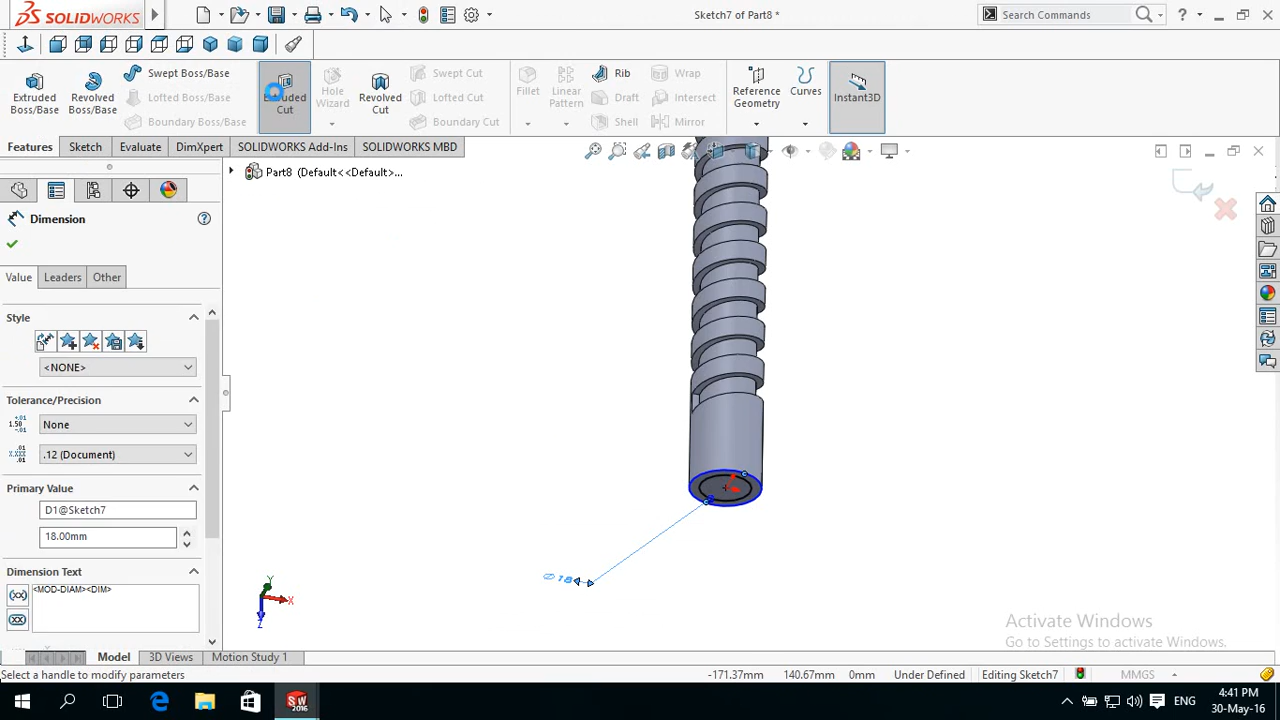 SOLIDWORKS
Sketch7 of Part8 *
Search Commands
Extruded Boss/Base
Revolved Boss/Base
Swept Boss/Base
Lofted Boss/Base
Boundary Boss/Base
Extruded Cut
Hole Wizard
Revolved Cut
Swept Cut
Lofted Cut
Boundary Cut
Fillet
Linear Pattern
Rib
Draft
Shell
Wrap
Intersect
Mirror
Reference Geometry
Curves
Instant3D
Features Sketch Evaluate DimXpert SOLIDWORKS Add-Ins SOLIDWORKS MBD
Part8 (Default<<Default>...
Dimension
Value Leaders Other
Style
<NONE>
Tolerance/Precision
None
.12 (Document)
Primary Value
D1@Sketch7
18.00mm
Dimension Text
<MOD-DIAM><DIM>
(xx)
(xx)
∅ 18
Y
X
Z
Activate Windows
Go to Settings to activate Windows.
Model 3D Views Motion Study 1
Select a handle to modify parameters
-171.37mm 140.67mm 0mm Under Defined Editing Sketch7 MMGS
ENG
4:41 PM
30-May-16